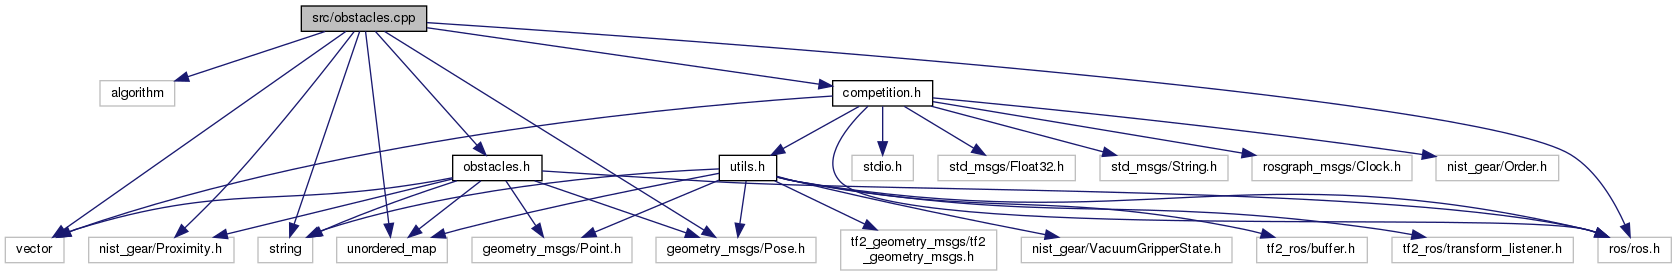 src/obstacles.cpp
algorithm
competition.h
obstacles.h
utils.h
stdio.h
std_msgs/Float32.h
std_msgs/String.h
rosgraph_msgs/Clock.h
nist_gear/Order.h
vector
nist_gear/Proximity.h
string
unordered_map
geometry_msgs/Point.h
geometry_msgs/Pose.h
tf2_geometry_msgs/tf2
_geometry_msgs.h
nist_gear/VacuumGripperState.h
tf2_ros/buffer.h
tf2_ros/transform_listener.h
ros/ros.h